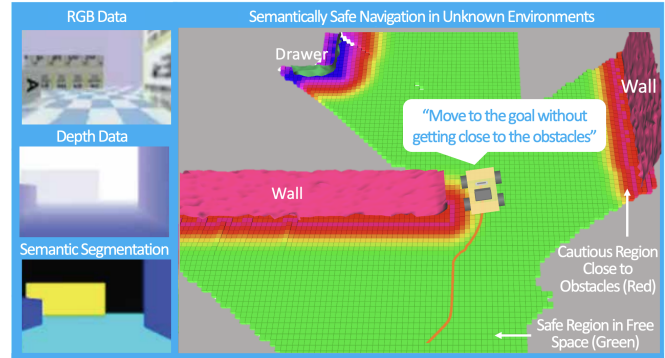 RGB Data
Depth Data
Semantic Segmentation
Semantically Safe Navigation in Unknown Environments
Drawer
Wall
"Move to the goal without
getting close to the obstacles"
Wall
Cautious Region
Close to
Obstacles (Red)
Safe Region in Free
Space (Green)